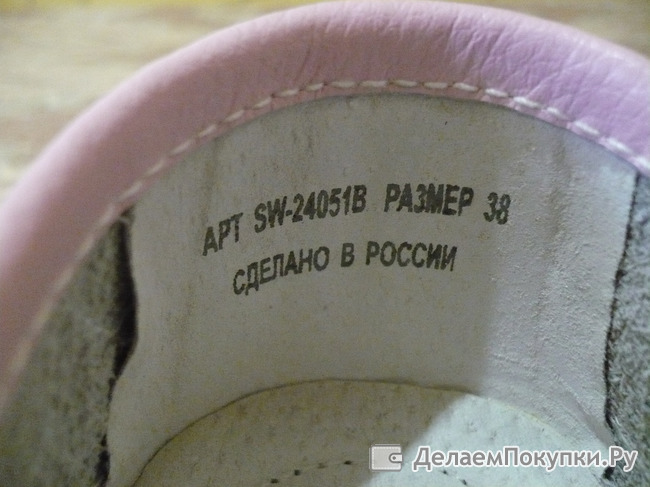 АРТ SW-24051B РАЗМЕР 38
СДЕЛАНО В РОССИИ
ДелаемПокупки.Ру